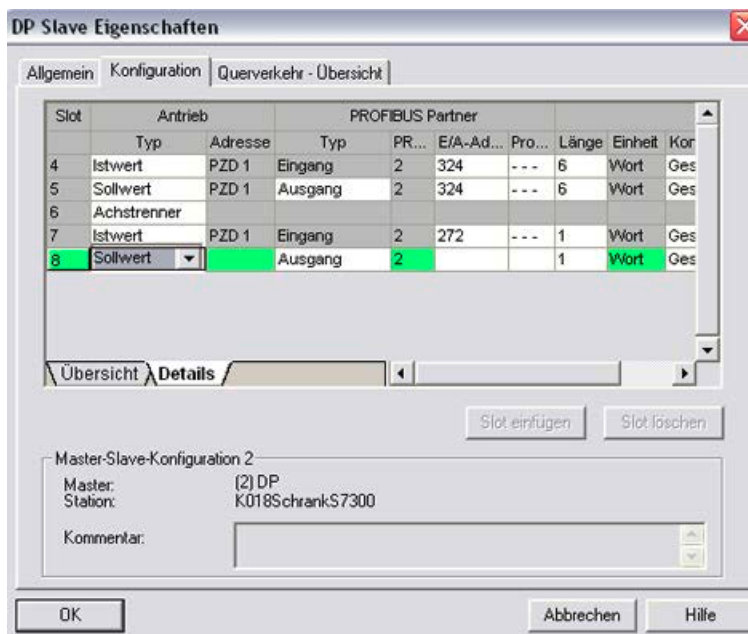 DP Slave Eigenschaften
Allgemein Konfiguration Querverkehr - Übersicht
Slot Antrieb PROFIBUS Partner
Typ Adresse Typ PR... E/A-Ad... Pro... Länge Einheit Kor
4 Istwert PZD 1 Eingang 2 324 --- 6 Wort Ges
5 Sollwert PZD 1 Ausgang 2 324 --- 6 Wort Ges
6 Achstrenner
7 Istwert PZD 1 Eingang 2 272 --- 1 Wort Ges
8 Sollwert Ausgang 2 1 Wort Ges
Übersicht Details
Slot einfügen Slot löschen
Master-Slave-Konfiguration 2
Master: (2) DP
Station: K018SchrankS7300
Kommentar:
OK Abbrechen Hilfe